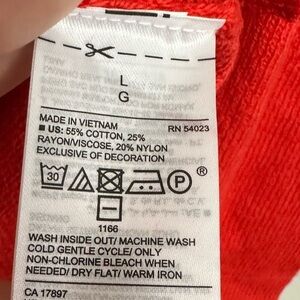 L
G
MADE IN VIETNAM
RN 54023
■ US: 55% COTTON, 25%
RAYON/VISCOSE, 20% NYLON
EXCLUSIVE OF DECORATION
30
P
®
1166
WASH INSIDE OUT/ MACHINE WASH
COLD GENTLE CYCLE/ ONLY
NON-CHLORINE BLEACH WHEN
NEEDED/ DRY FLAT/ WARM IRON
CA 17897